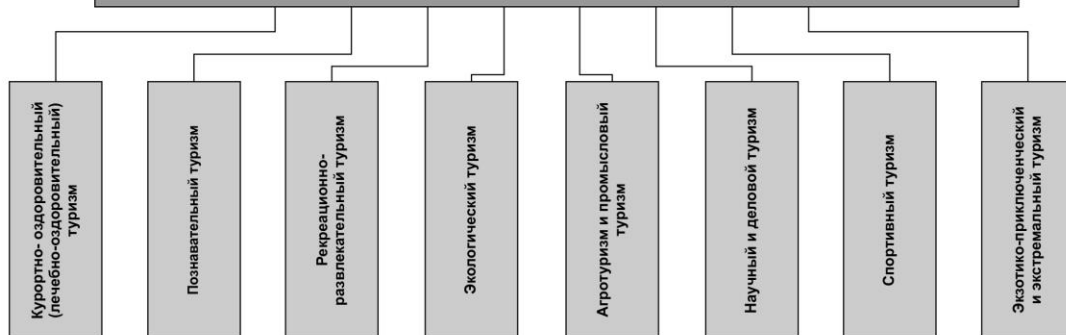 Курортно- оздоровительный
(лечебно-оздоровительный)
туризм
Познавательный туризм
Рекреационно-
развлекательный туризм
Экологический туризм
Агротуризм и промысловый
туризм
Научный и деловой туризм
Спортивный туризм
Экзотико-приключенческий
и экстремальный туризм